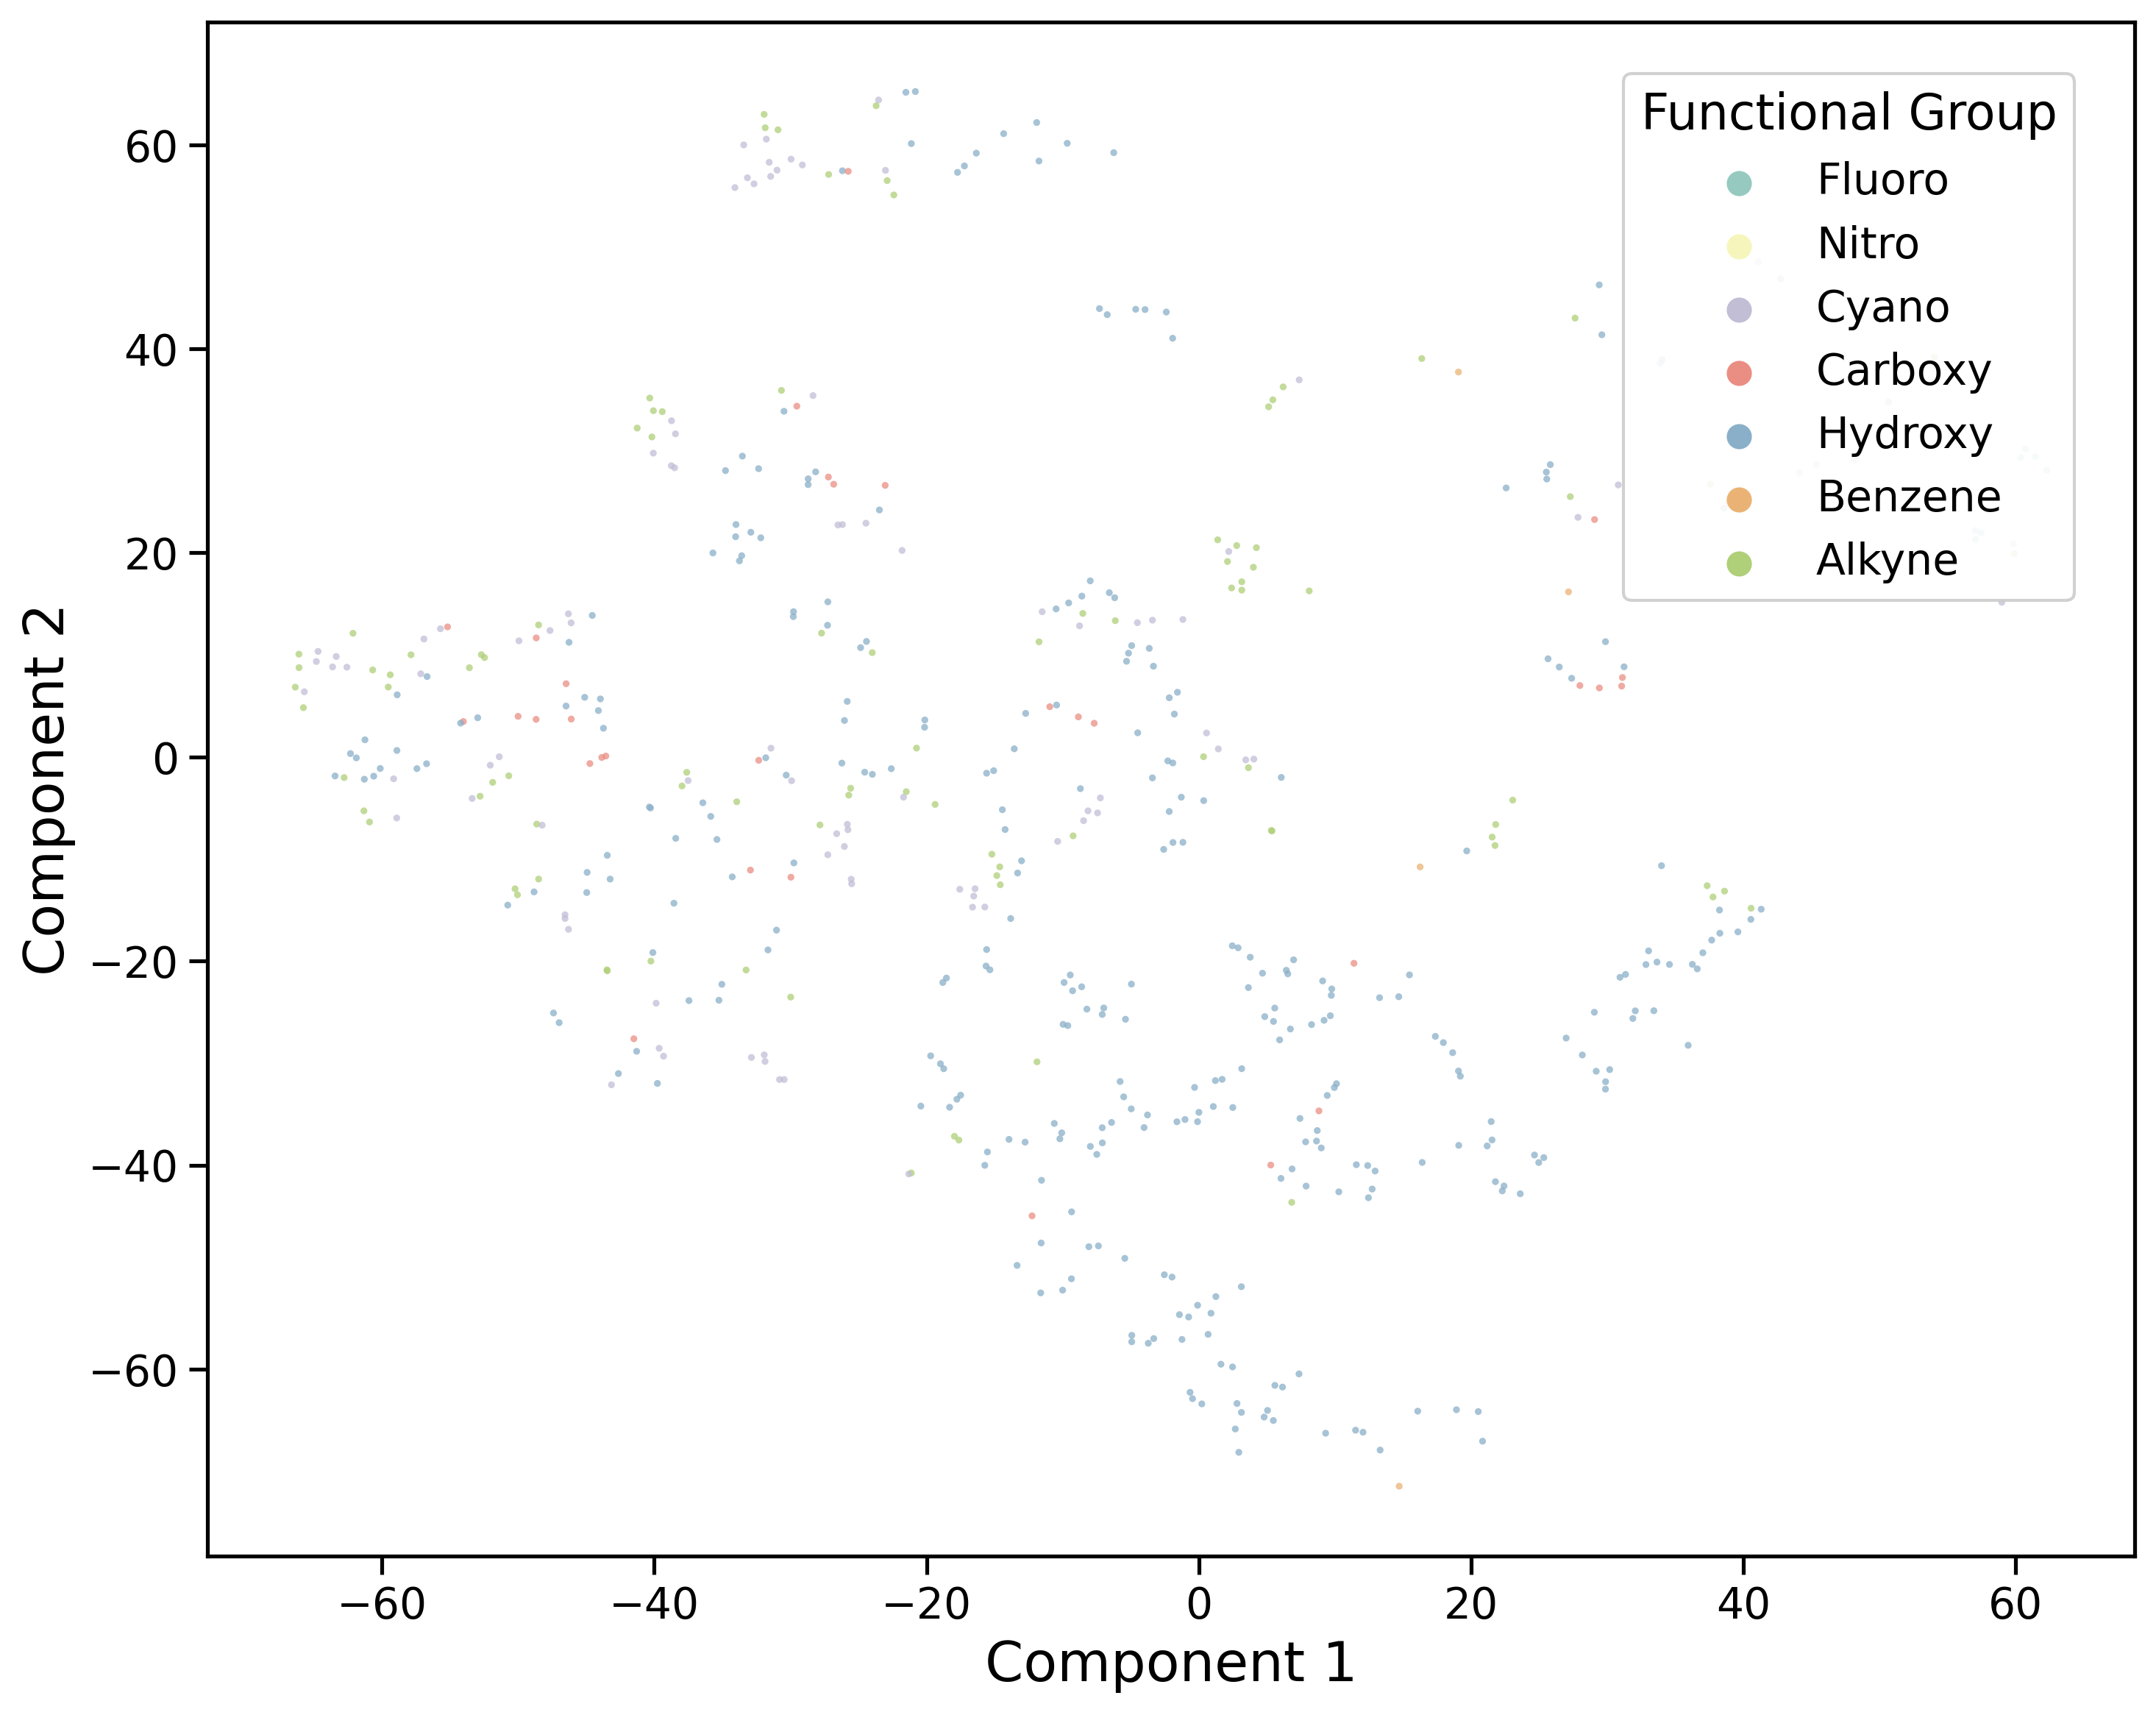 Functional Group
Fluoro
Nitro
Cyano
Carboxy
Hydroxy
Benzene
Alkyne
60
40
20
0
−20
−40
−60
Component 2
−60 −40 −20 0 20 40 60
Component 1